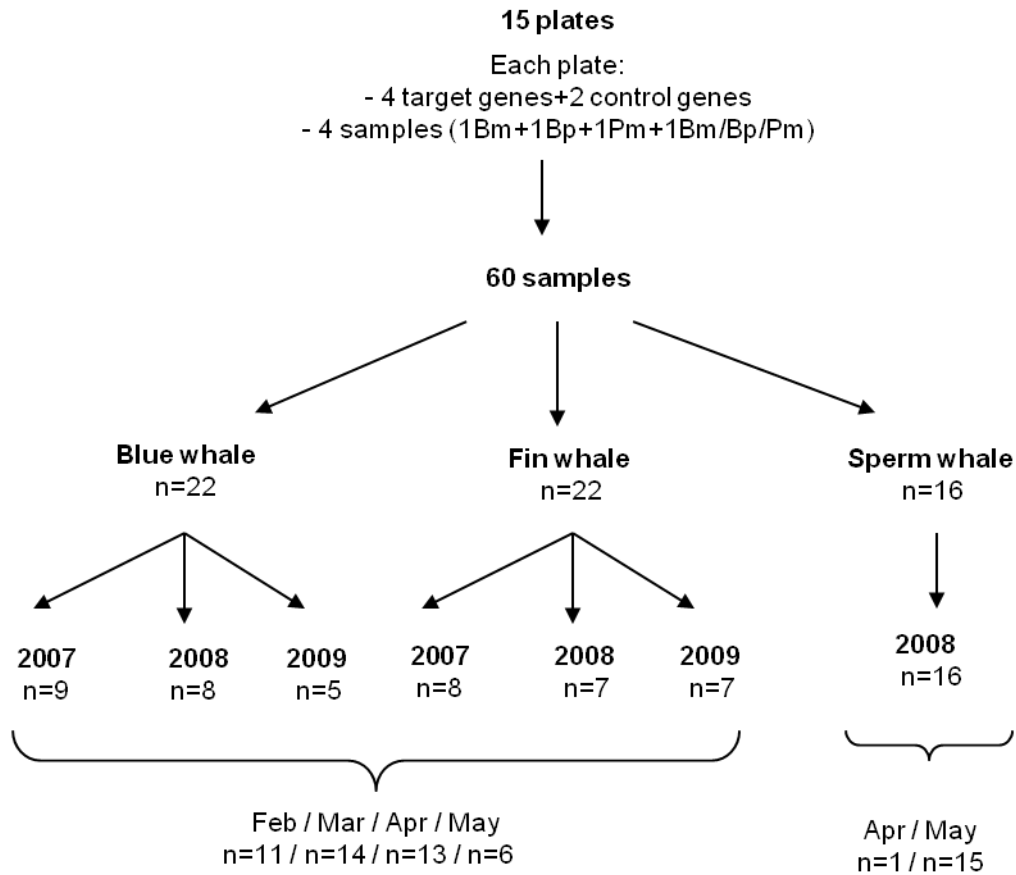 15 plates
Each plate:
- 4 target genes+2 control genes
- 4 samples (1Bm+1Bp+1Pm+1Bm/Bp/Pm)
60 samples
Blue whale
n=22
Fin whale
n=22
Sperm whale
n=16
2007
n=9
2008
n=8
2009
n=5
2007
n=8
2008
n=7
2009
n=7
2008
n=16
Feb / Mar / Apr / May
n=11 / n=14 / n=13 / n=6
Apr / May
n=1 / n=15